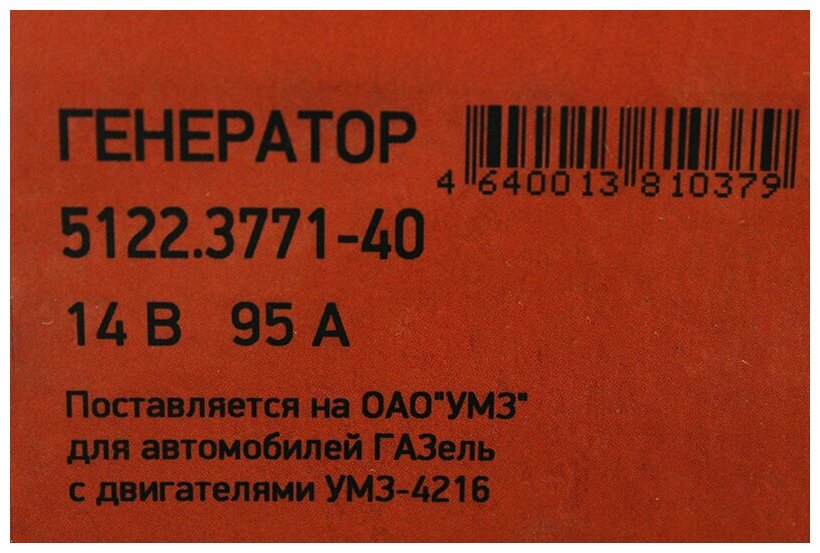 ГЕНЕРАТОР
4 640013 810379
5122.3771-40
14 В 95 А
Поставляется на ОАО"УМЗ"
для автомобилей ГАЗель
с двигателями УМЗ-4216